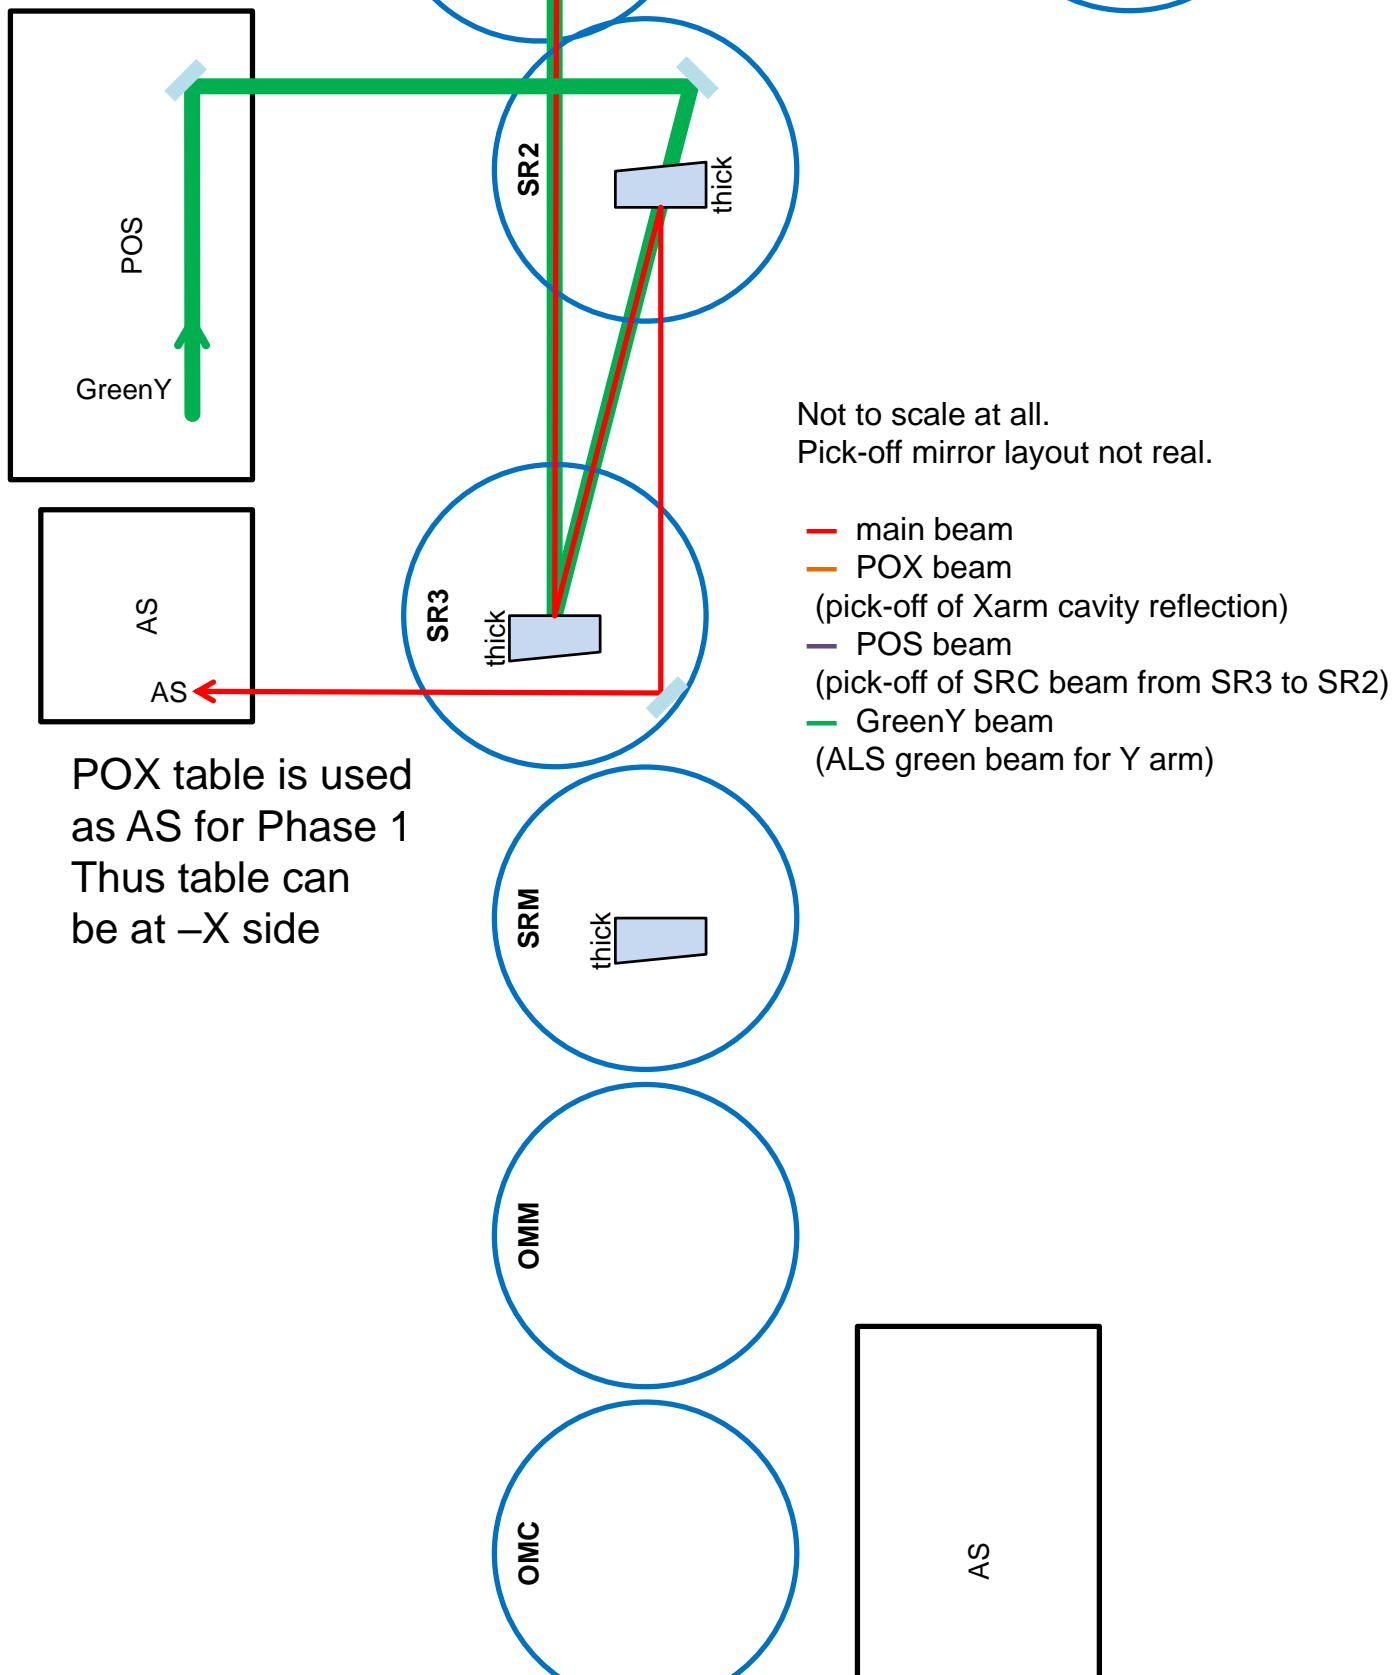 SR2
thick
POS
GreenY
Not to scale at all.
Pick-off mirror layout not real.
main beam
POX beam
(pick-off of Xarm cavity reflection)
POS beam
(pick-off of SRC beam from SR3 to SR2)
GreenY beam
(ALS green beam for Y arm)
AS
AS
SR3
thick
POX table is used
as AS for Phase 1
Thus table can
be at –X side
SRM
thick
OMM
OMC
AS